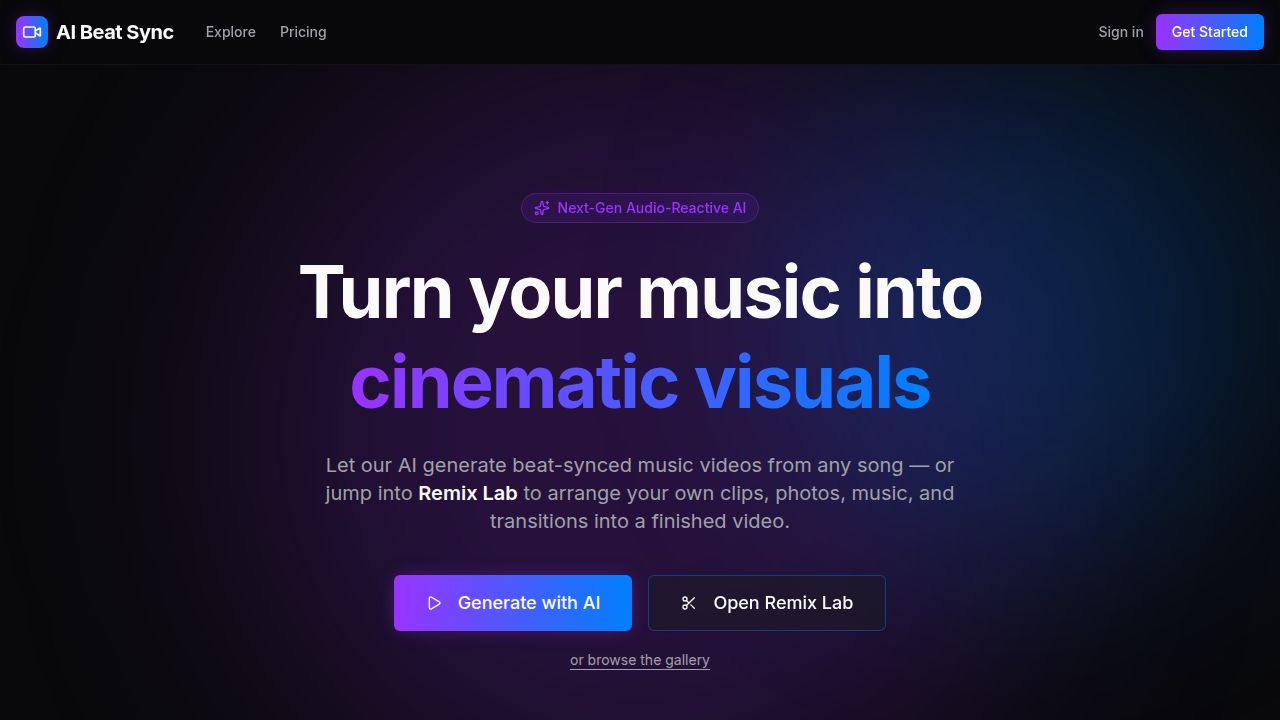 AI Beat Sync
Explore
Pricing
Sign in
Get Started
Next-Gen Audio-Reactive AI
Turn your music into
cinematic visuals
Let our AI generate beat-synced music videos from any song — or
jump into Remix Lab to arrange your own clips, photos, music, and
transitions into a finished video.
Generate with AI
Open Remix Lab
or browse the gallery